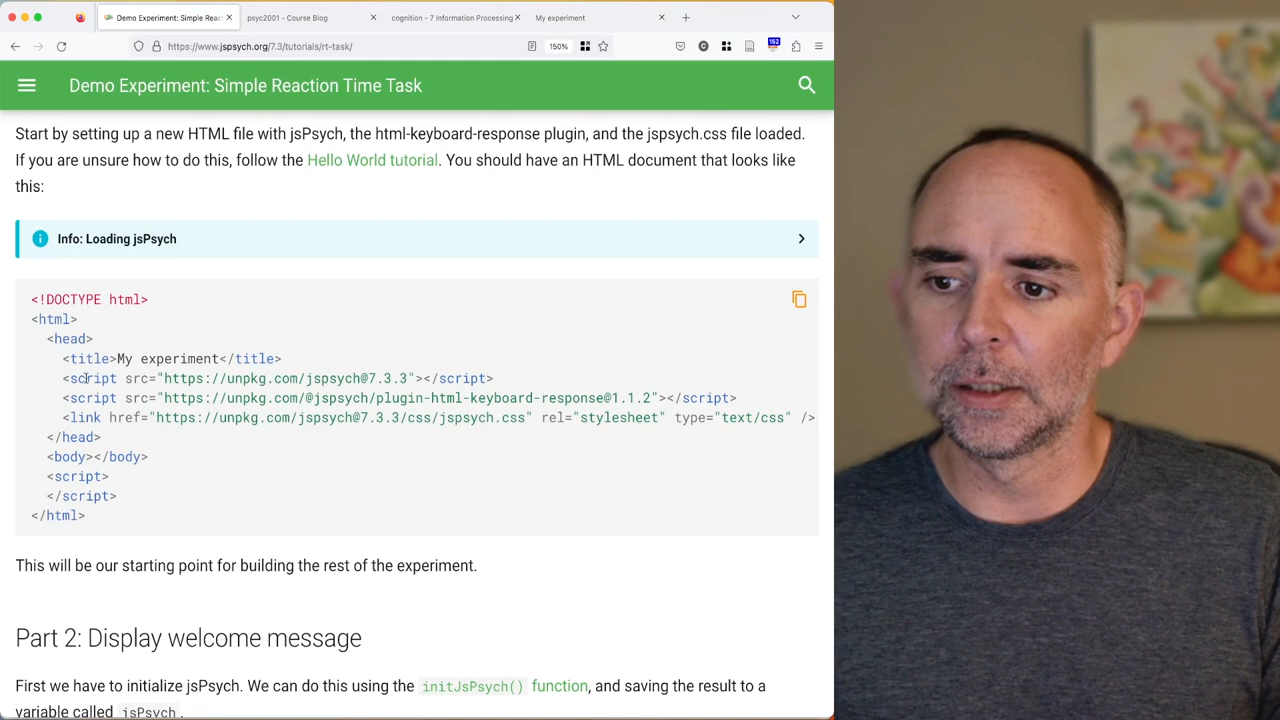 Demo Experiment: Simple Reac
psyc2001 - Course Blog
cognition - 7 Information Processing
My experiment
https://www.jspsych.org/7.3/tutorials/rt-task/
150%
152
Demo Experiment: Simple Reaction Time Task
Start by setting up a new HTML file with jsPsych, the html-keyboard-response plugin, and the jspsych.css file loaded.
If you are unsure how to do this, follow the Hello World tutorial. You should have an HTML document that looks like
this:
Info: Loading jsPsych
<!DOCTYPE html>
<html>
<head>
<title>My experiment</title>
<script src="https://unpkg.com/jspsych@7.3.3"></script>
<script src="https://unpkg.com/@jspsych/plugin-html-keyboard-response@1.1.2"></script>
<link href="https://unpkg.com/jspsych@7.3.3/css/jspsych.css" rel="stylesheet" type="text/css" />
</head>
<body></body>
<script>
</script>
</html>
This will be our starting point for building the rest of the experiment.
Part 2: Display welcome message
First we have to initialize jsPsych. We can do this using the initJsPsych() function, and saving the result to a
variable called jsPsych.